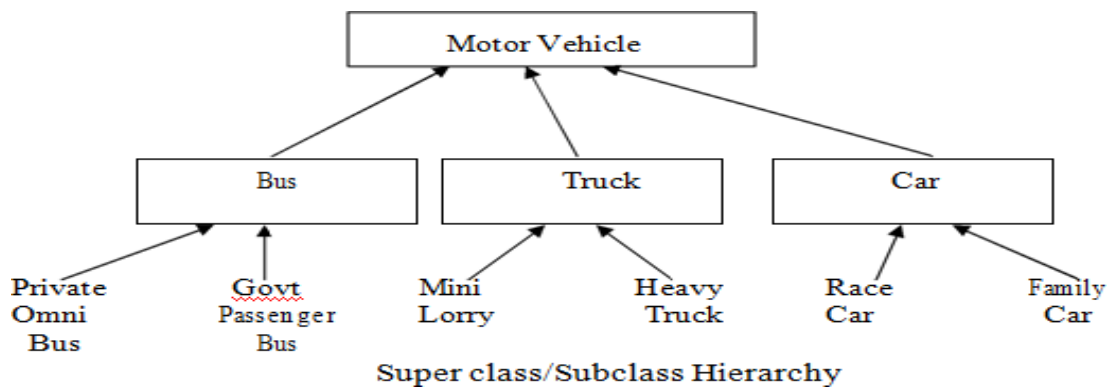 Motor Vehicle
Bus
Truck
Car
Private
Omni
Bus
Govt
Passenger
Bus
Mini
Lorry
Heavy
Truck
Race
Car
Family
Car
Super class/Subclass Hierarchy